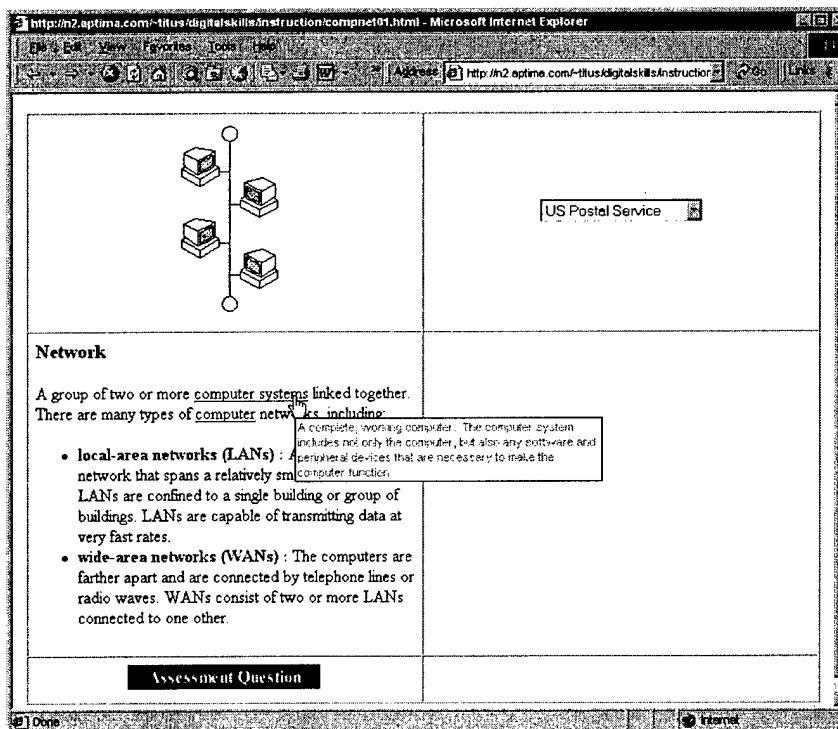 http://n2.aptima.com/~titus/digitalskills/instruction/compnet01.html - Microsoft Internet Explorer
File Edit View Favorites Tools Help
Address http://n2.aptima.com/~titus/digitalskills/instruction Go Links
US Postal Service
Network
A group of two or more computer systems linked together.
There are many types of computer networks, including:
A complete, working computer. The computer system
includes not only the computer, but also any software and
peripheral devices that are necessary to make the
computer function.
• local-area networks (LANs) : A
network that spans a relatively sm
LANs are confined to a single building or group of
buildings. LANs are capable of transmitting data at
very fast rates.
• wide-area networks (WANs) : The computers are
farther apart and are connected by telephone lines or
radio waves. WANs consist of two or more LANs
connected to one other.
Assessment Question
Done Internet